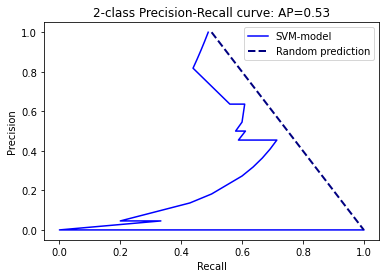 2-class Precision-Recall curve: AP=0.53
SVM-model
Random prediction
Precision
1.0
0.8
0.6
0.4
0.2
0.0
0.0 0.2 0.4 0.6 0.8 1.0
Recall